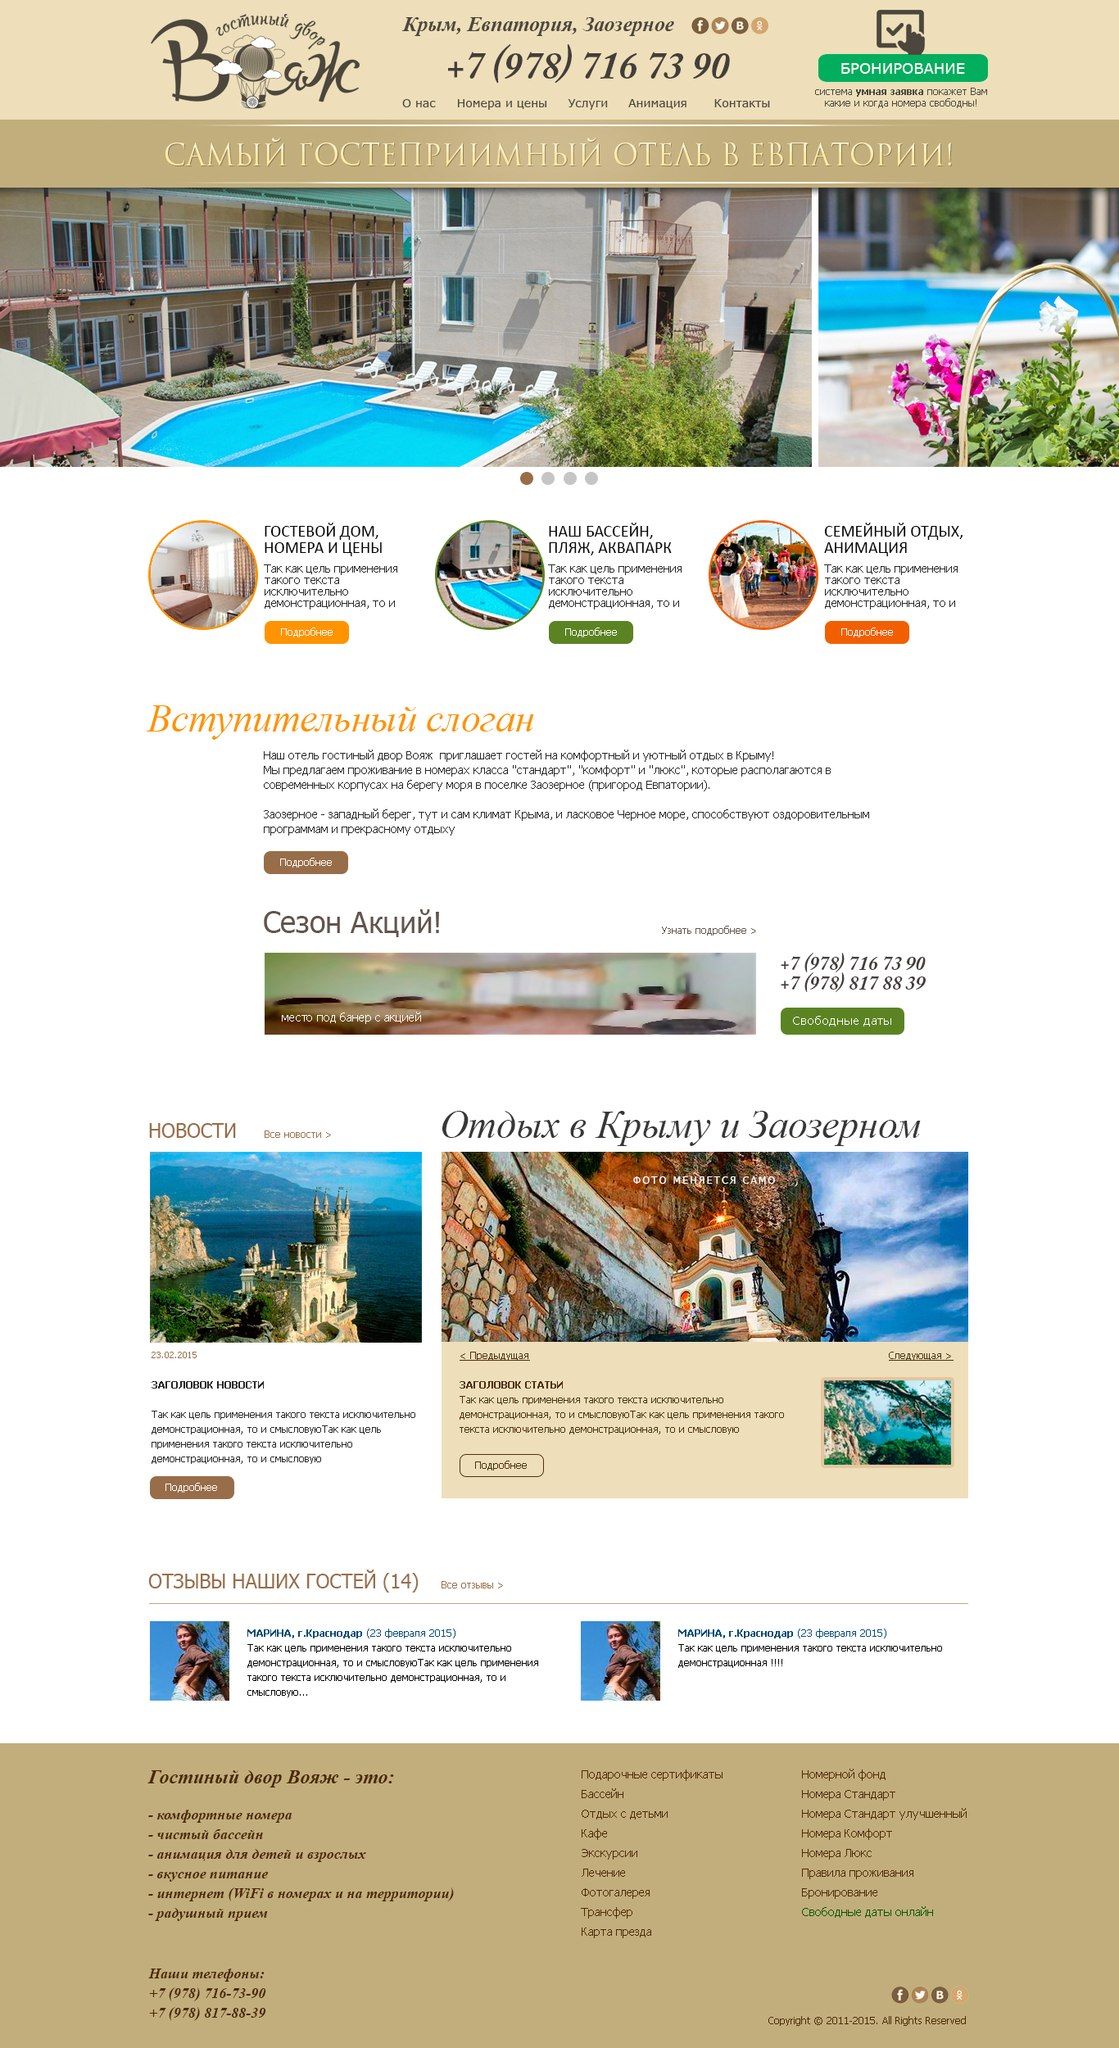 гостиный двор
Вояж
Крым, Евпатория, Заозерное
+7 (978) 716 73 90
О нас Номера и цены Услуги Анимация Контакты
БРОНИРОВАНИЕ
система умная заявка покажет Вам
какие и когда номера свободны!
САМЫЙ ГОСТЕПРИИМНЫЙ ОТЕЛЬ В ЕВПАТОРИИ!
ГОСТЕВОЙ ДОМ,
НОМЕРА И ЦЕНЫ
Так как цель применения
такого текста
исключительно
демонстрационная, то и
Подробнее
НАШ БАССЕЙН,
ПЛЯЖ, АКВАПАРК
Так как цель применения
такого текста
исключительно
демонстрационная, то и
Подробнее
СЕМЕЙНЫЙ ОТДЫХ,
АНИМАЦИЯ
Так как цель применения
такого текста
исключительно
демонстрационная, то и
Подробнее
Вступительный слоган
Наш отель гостиный двор Вояж приглашает гостей на комфортный и уютный отдых в Крыму!
Мы предлагаем проживание в номерах класса "стандарт", "комфорт" и "люкс", которые располагаются в
современных корпусах на берегу моря в поселке Заозерное (пригород Евпатории).
Заозерное - западный берег, тут и сам климат Крыма, и ласковое Черное море, способствуют оздоровительным
программам и прекрасному отдыху
Подробнее
Сезон Акций!
Узнать подробнее >
место под банер с акцией
+7 (978) 716 73 90
+7 (978) 817 88 39
Свободные даты
НОВОСТИ
Все новости >
23.02.2015
ЗАГОЛОВОК НОВОСТИ
Так как цель применения такого текста исключительно
демонстрационная, то и смысловуюТак как цель
применения такого текста исключительно
демонстрационная, то и смысловую
Подробнее
Отдых в Крыму и Заозерном
ФОТО МЕНЯЕТСЯ САМО
< Предыдущая
Следующая >
ЗАГОЛОВОК СТАТЬИ
Так как цель применения такого текста исключительно
демонстрационная, то и смысловуюТак как цель применения такого
текста исключительно демонстрационная, то и смысловую
Подробнее
ОТЗЫВЫ НАШИХ ГОСТЕЙ (14)
Все отзывы >
МАРИНА, г.Краснодар (23 февраля 2015)
Так как цель применения такого текста исключительно
демонстрационная, то и смысловуюТак как цель применения
такого текста исключительно демонстрационная, то и
смысловую...
МАРИНА, г.Краснодар (23 февраля 2015)
Так как цель применения такого текста исключительно
демонстрационная !!!!
Гостиный двор Вояж - это:
- комфортные номера
- чистый бассейн
- анимация для детей и взрослых
- вкусное питание
- интернет (WiFi в номерах и на территории)
- радушный прием
Наши телефоны:
+7 (978) 716-73-90
+7 (978) 817-88-39
Подарочные сертификаты
Бассейн
Отдых с детьми
Кафе
Экскурсии
Лечение
Фотогалерея
Трансфер
Карта презда
Номерной фонд
Номера Стандарт
Номера Стандарт улучшенный
Номера Комфорт
Номера Люкс
Правила проживания
Бронирование
Свободные даты онлайн
Copyright © 2011-2015. All Rights Reserved